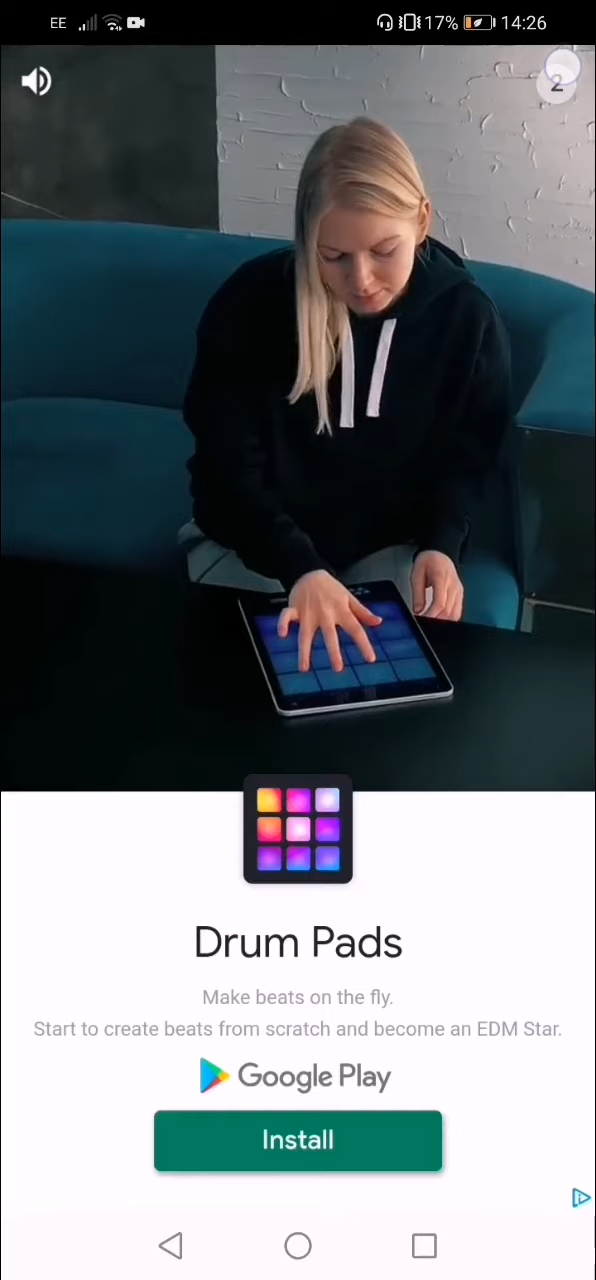 EE 17% 14:26
2
Drum Pads
Make beats on the fly.
Start to create beats from scratch and become an EDM Star.
Google Play
Install